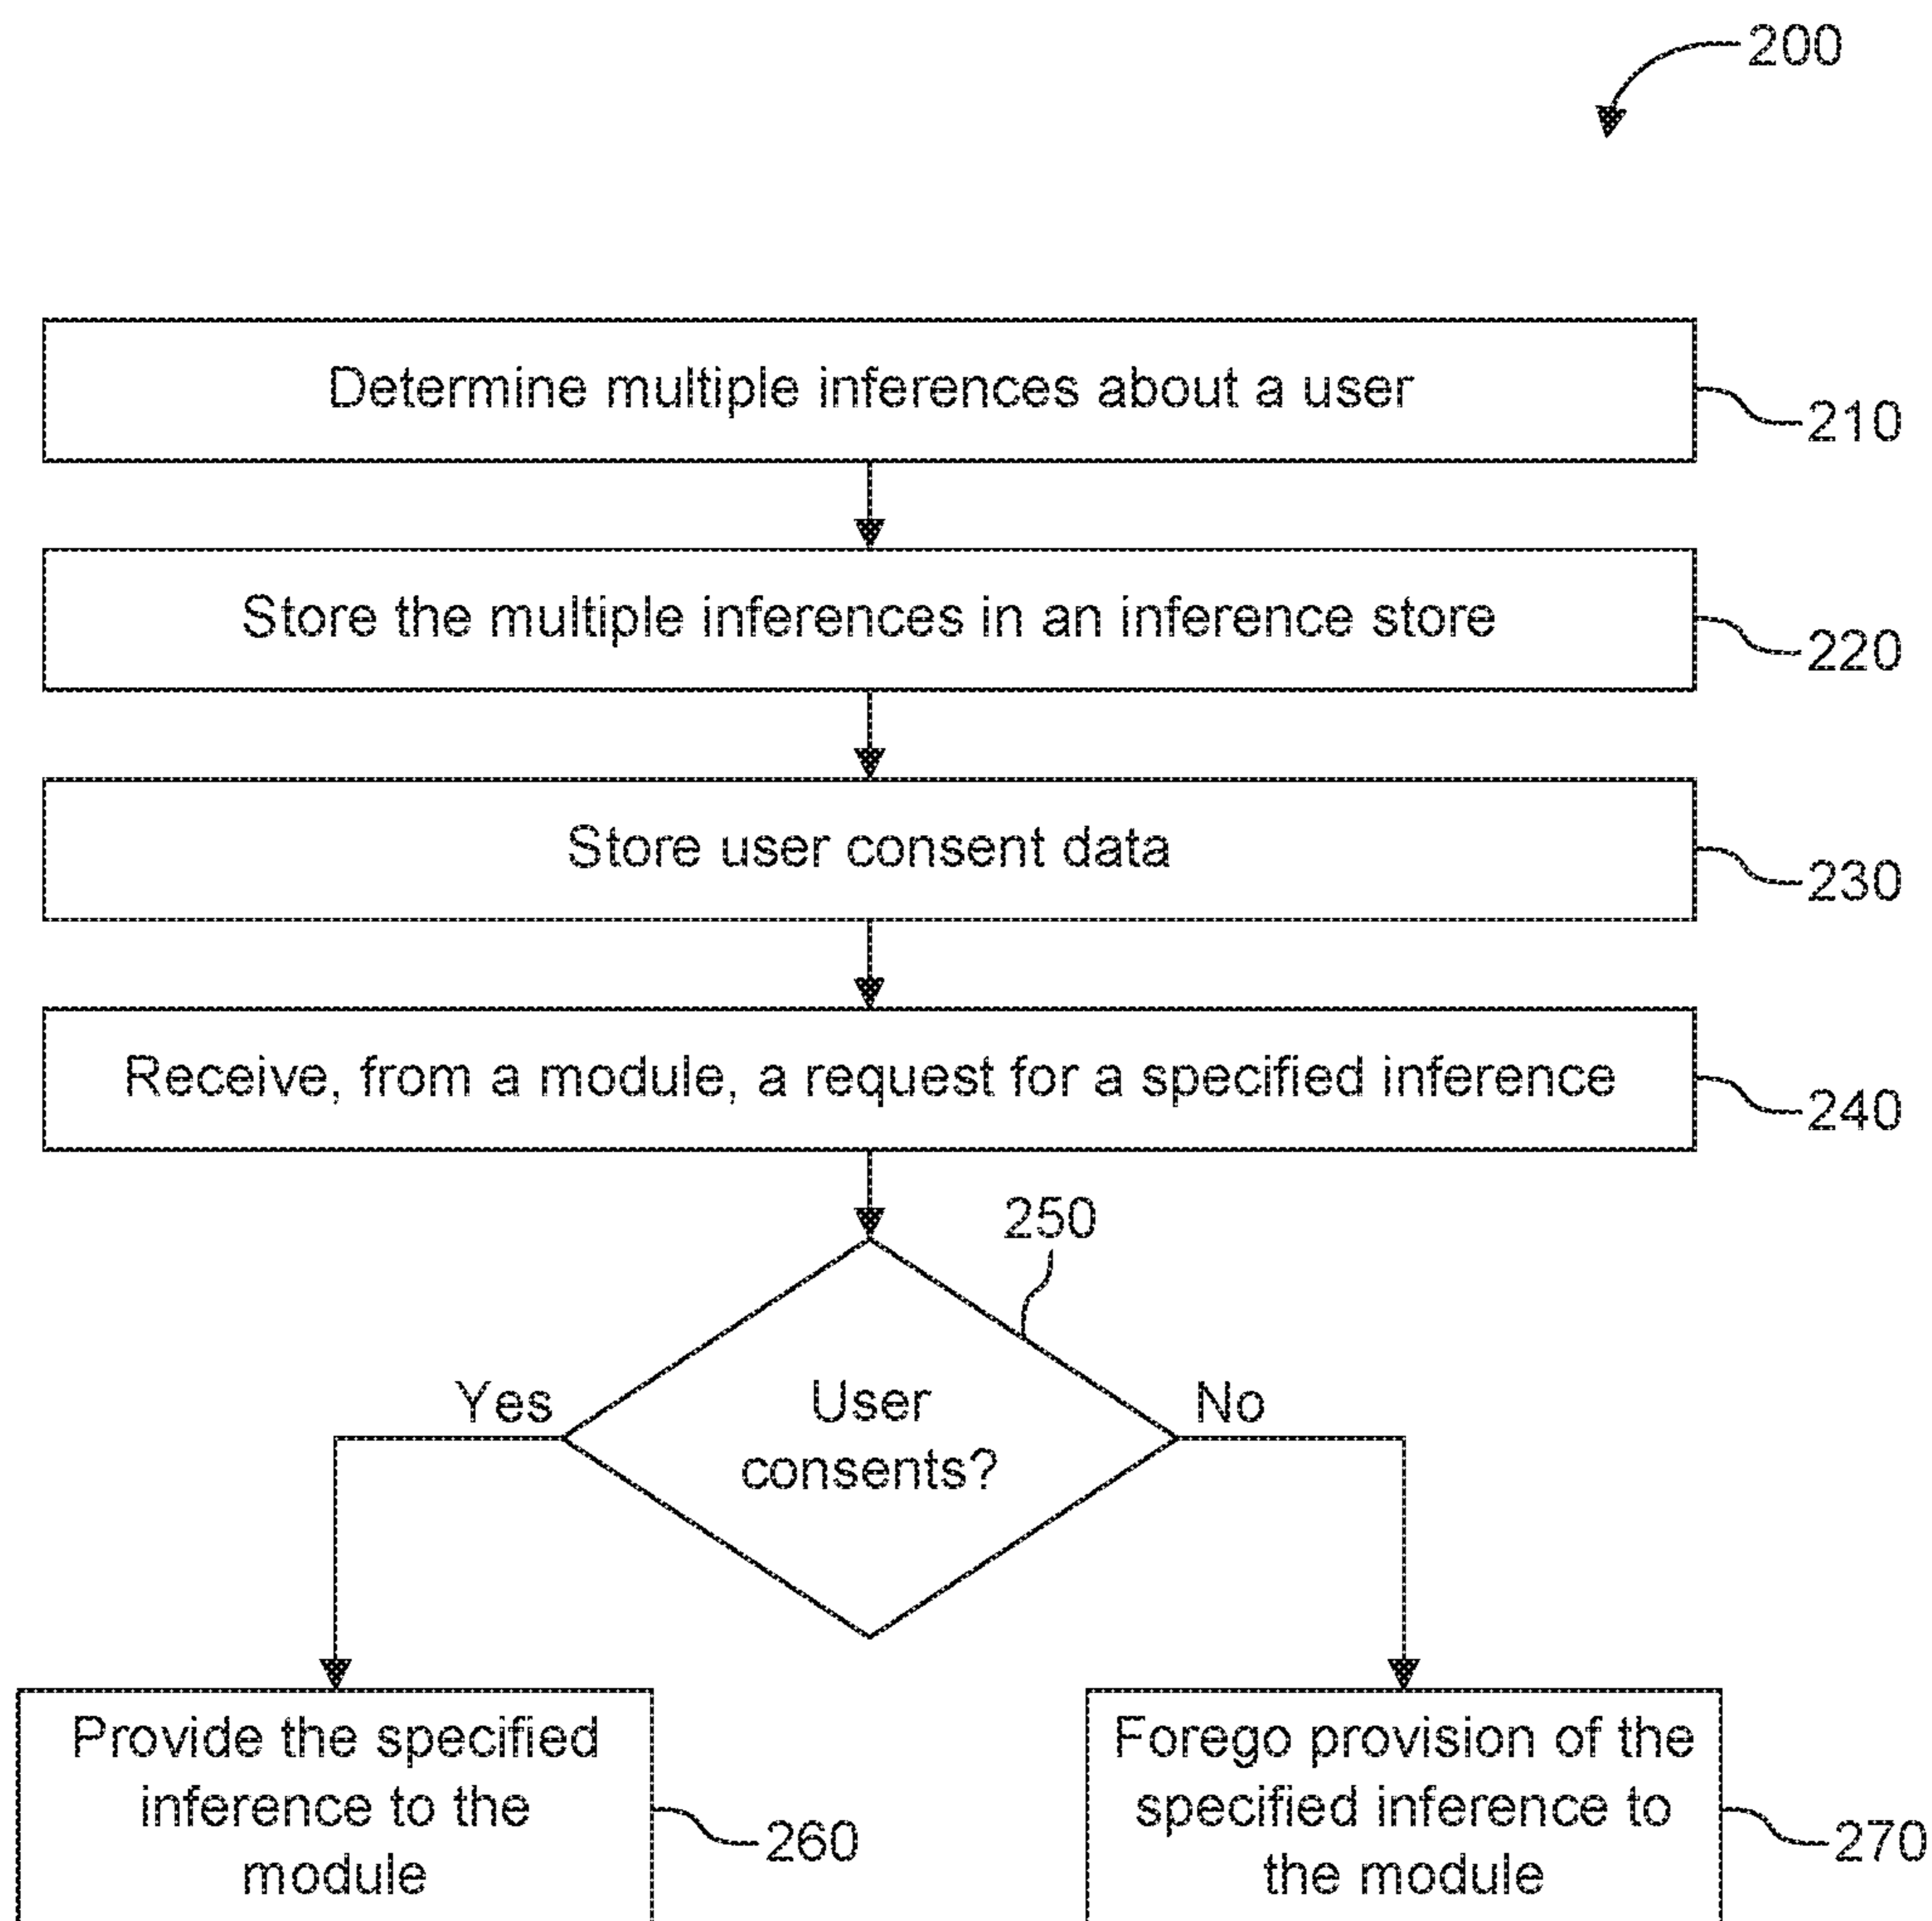 200
Determine multiple inferences about a user
210
Store the multiple inferences in an inference store
220
Store user consent data
230
Receive, from a module, a request for a specified inference
240
250
Yes
User
consents?
No
Provide the specified
inference to the
module
260
Forego provision of the
specified inference to
the module
270